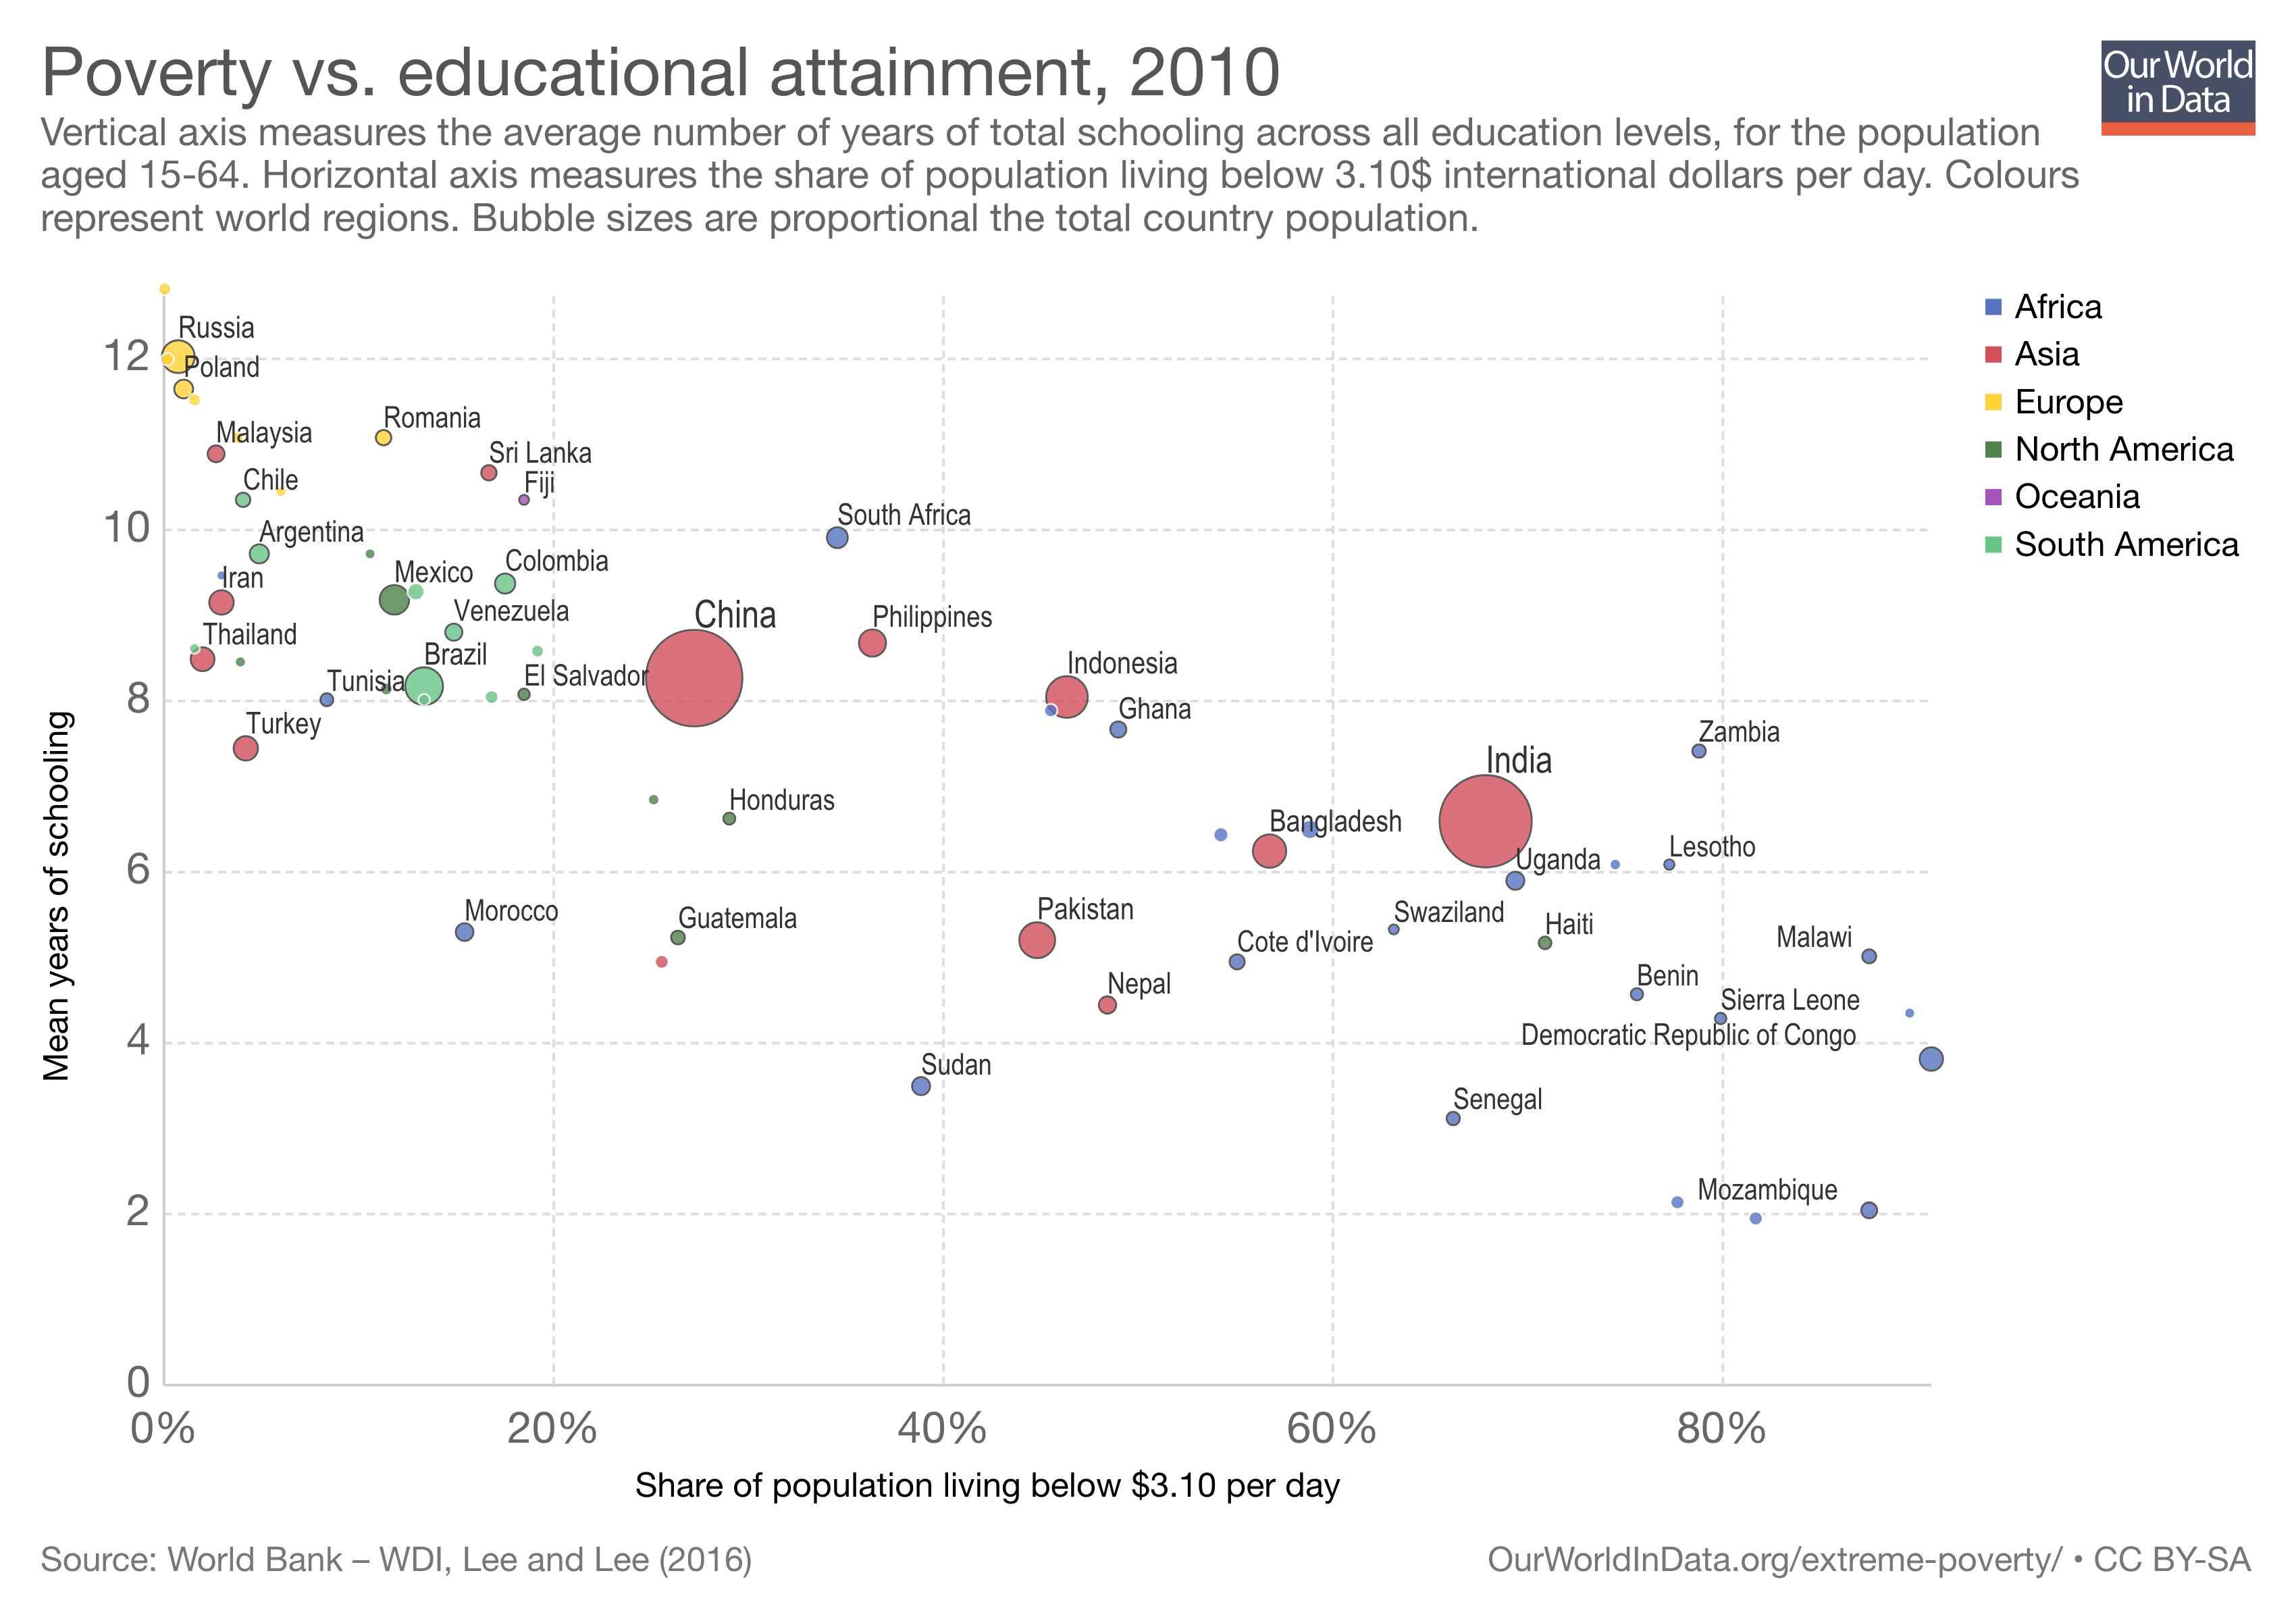 Poverty vs. educational attainment, 2010
Our World
in Data
Vertical axis measures the average number of years of total schooling across all education levels, for the population
aged 15-64. Horizontal axis measures the share of population living below 3.10$ international dollars per day. Colours
represent world regions. Bubble sizes are proportional the total country population.
Africa
Asia
Europe
North America
Oceania
South America
Mean years of schooling
12
10
8
6
4
2
0
Russia
Poland
Malaysia
Romania
Sri Lanka
Fiji
Chile
Argentina
South Africa
Iran
Mexico
Colombia
Venezuela
China
Philippines
Thailand
Brazil
Tunisia
El Salvador
Indonesia
Ghana
Turkey
Zambia
India
Honduras
Bangladesh
Uganda
Lesotho
Morocco
Guatemala
Pakistan
Swaziland
Haiti
Cote d'Ivoire
Malawi
Nepal
Benin
Sierra Leone
Democratic Republic of Congo
Sudan
Senegal
Mozambique
0%
20%
40%
60%
80%
Share of population living below $3.10 per day
Source: World Bank – WDI, Lee and Lee (2016)
OurWorldInData.org/extreme-poverty/ • CC BY-SA